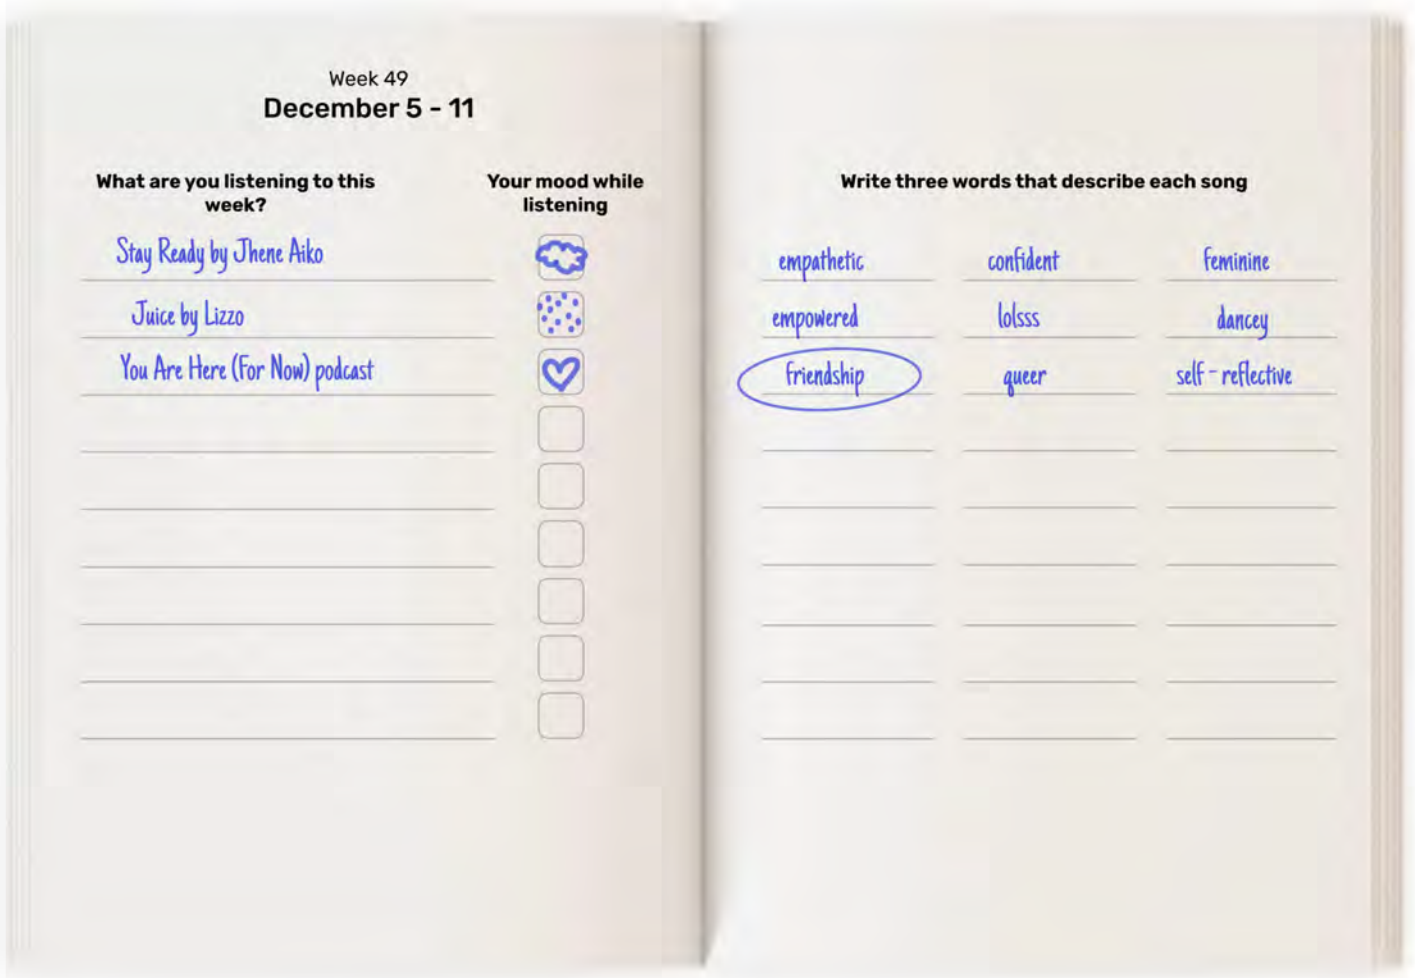 Week 49
December 5 - 11
What are you listening to this
week?
Your mood while
listening
Stay Ready by Jhene Aiko
Juice by Lizzo
You Are Here (For Now) podcast
Write three words that describe each song
empathetic confident feminine
empowered lolsss dancey
friendship queer self-reflective